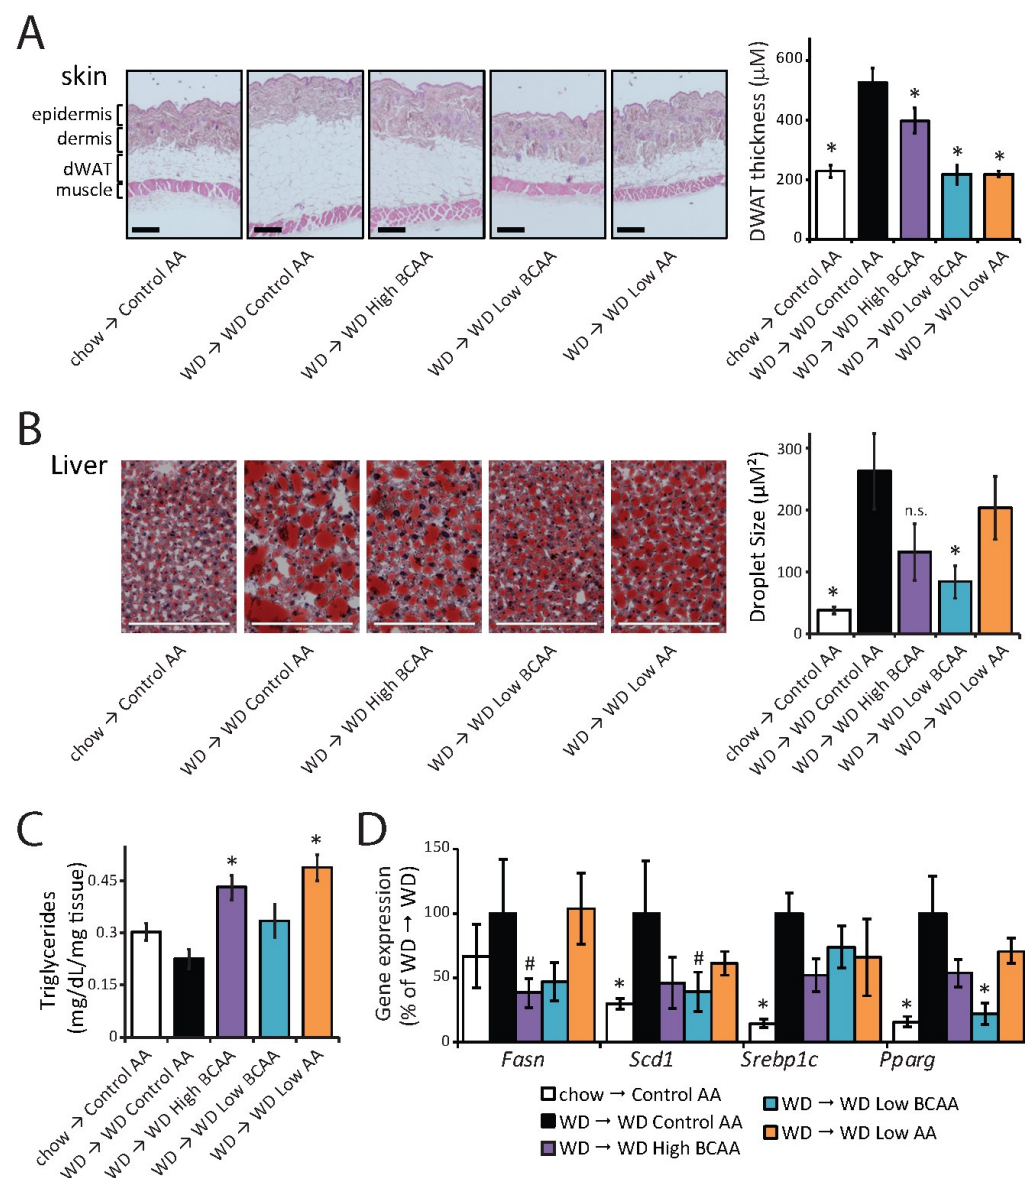 A
skin
epidermis
dermis
dWAT
muscle
chow → Control AA
WD → WD Control AA
WD → WD High BCAA
WD → WD Low BCAA
WD → WD Low AA
DWAT thickness (μM)
600
400
200
0
*
*
*
*
chow → Control AA
WD → WD Control AA
WD → WD High BCAA
WD → WD Low BCAA
WD → WD Low AA
B
Liver
chow → Control AA
WD → WD Control AA
WD → WD High BCAA
WD → WD Low BCAA
WD → WD Low AA
Droplet Size (μM²)
300
200
100
0
*
n.s.
*
chow → Control AA
WD → WD Control AA
WD → WD High BCAA
WD → WD Low BCAA
WD → WD Low AA
C
Triglycerides
(mg/dL/mg tissue)
0.45
0.3
0.15
0
*
*
chow → Control AA
WD → WD Control AA
WD → WD High BCAA
WD → WD Low BCAA
WD → WD Low AA
D
Gene expression
(% of WD → WD)
150
100
50
0
#
*
#
*
*
*
Fasn
Scd1
Srebp1c
Pparg
chow → Control AA
WD → WD Control AA
WD → WD High BCAA
WD → WD Low BCAA
WD → WD Low AA